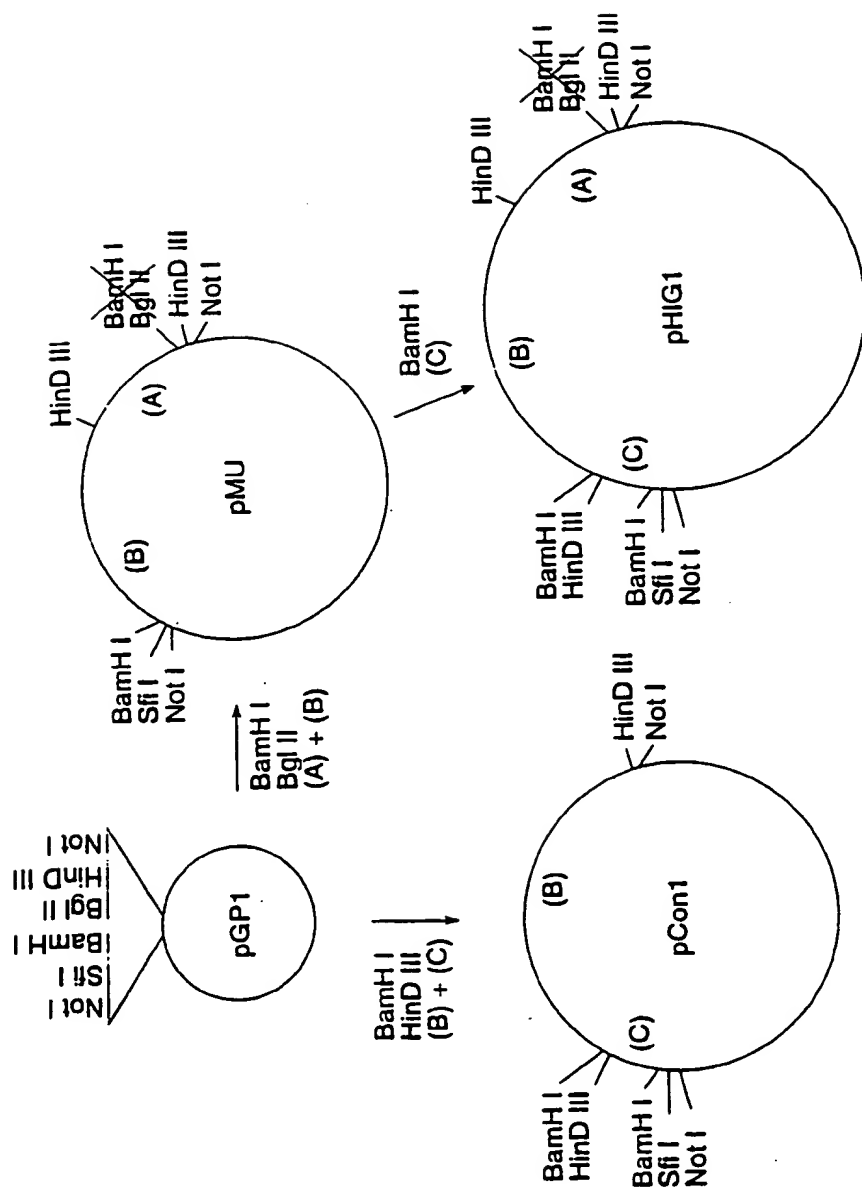 Not I
Sfi I
BamH I
Bgl II
HinD III
Not I
pGP1
BamH I
Bgl II
(A) + (B)
BamH I
Sfi I
Not I
(B)
HinD III
(A)
BamH I
Bgl II
HinD III
Not I
pMU
BamH I
HinD III
(B) + (C)
BamH I
(C)
BamH I
HinD III
(C)
BamH I
Sfi I
Not I
(B)
HinD III
Not I
pCon1
BamH I
HinD III
(C)
BamH I
Sfi I
Not I
(B)
HinD III
(A)
BamH I
Bgl II
HinD III
Not I
pHIG1